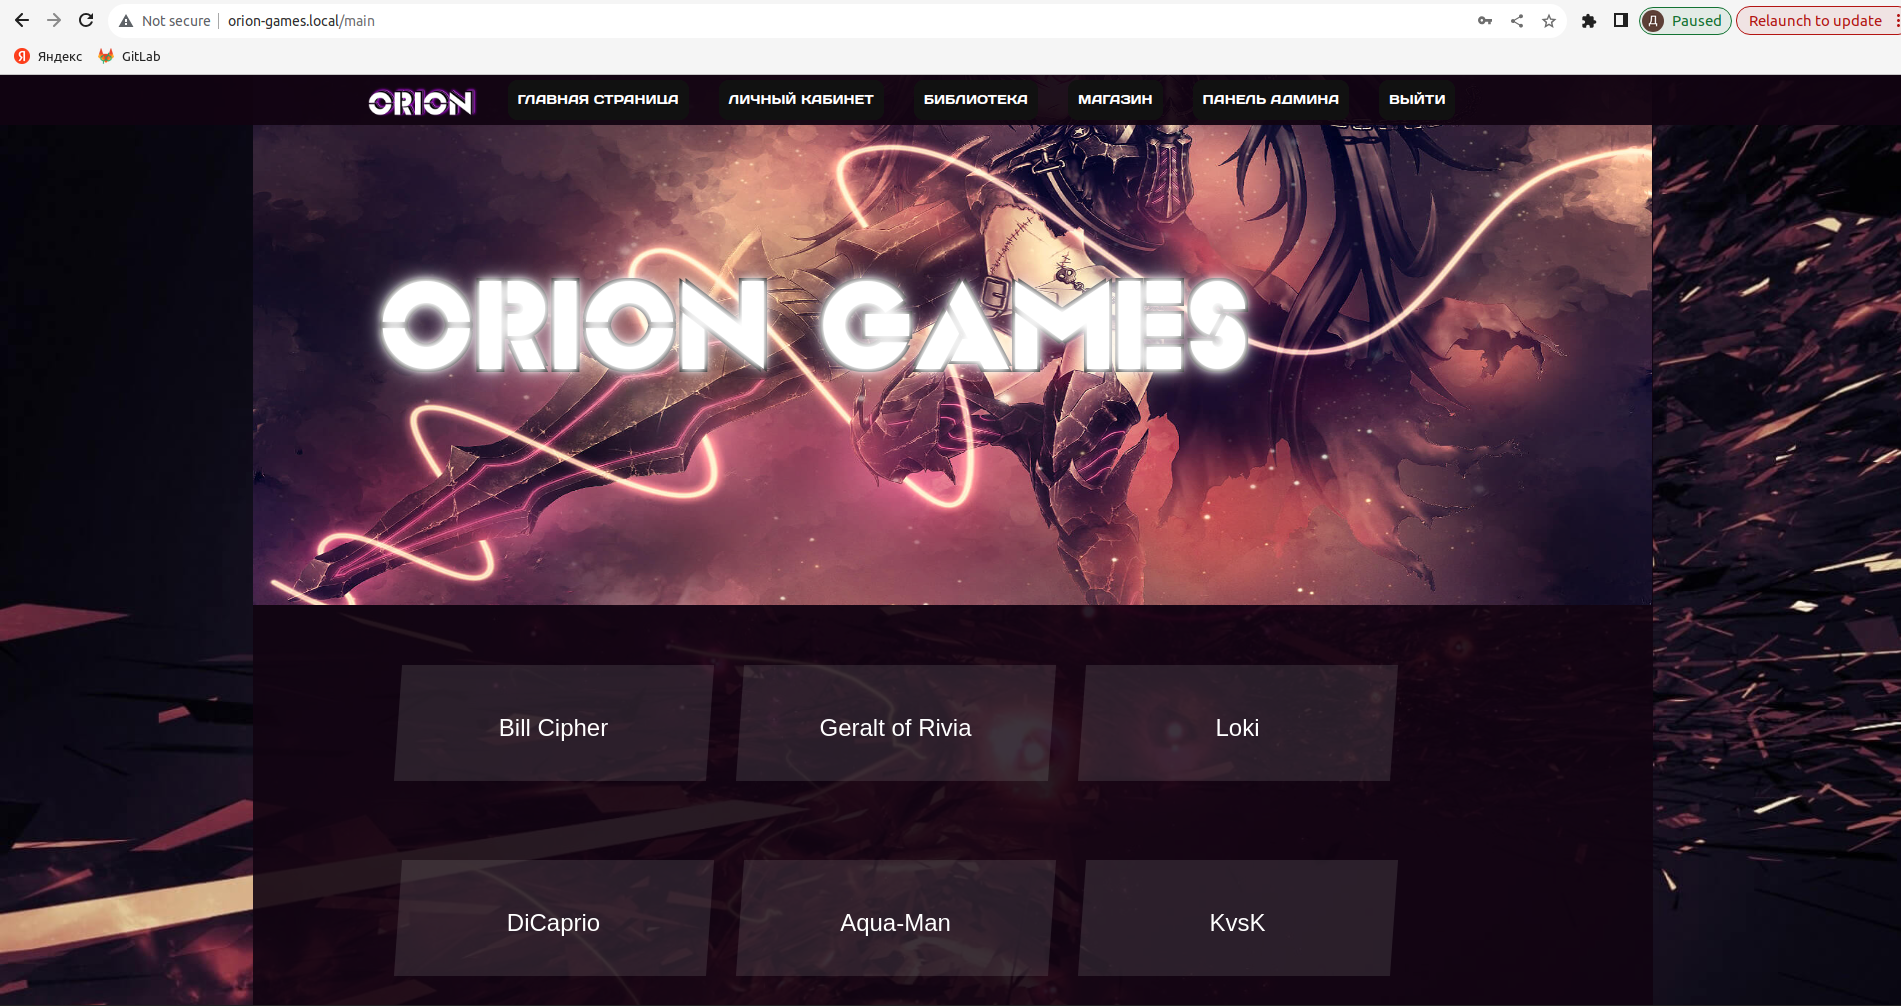 Not secure orion-games.local/main Д Paused Relaunch to update
Я Яндекс GitLab
ORION ГЛАВНАЯ СТРАНИЦА ЛИЧНЫЙ КАБИНЕТ БИБЛИОТЕКА МАГАЗИН ПАНЕЛЬ АДМИНА ВЫЙТИ
ORION GAMES
Bill Cipher Geralt of Rivia Loki
DiCaprio Aqua-Man KvsK